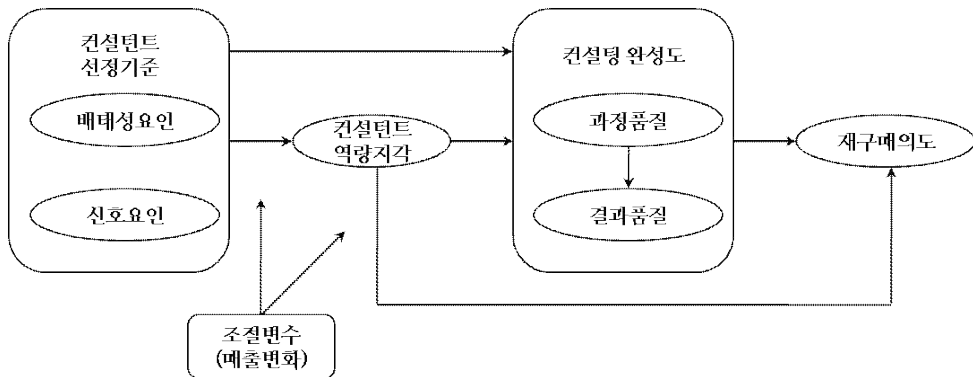 컨설턴트
선정기준
배태성요인
신호요인
컨설턴트
역량지각
컨설팅 완성도
과정품질
결과품질
재구매의도
조절변수
(매출변화)